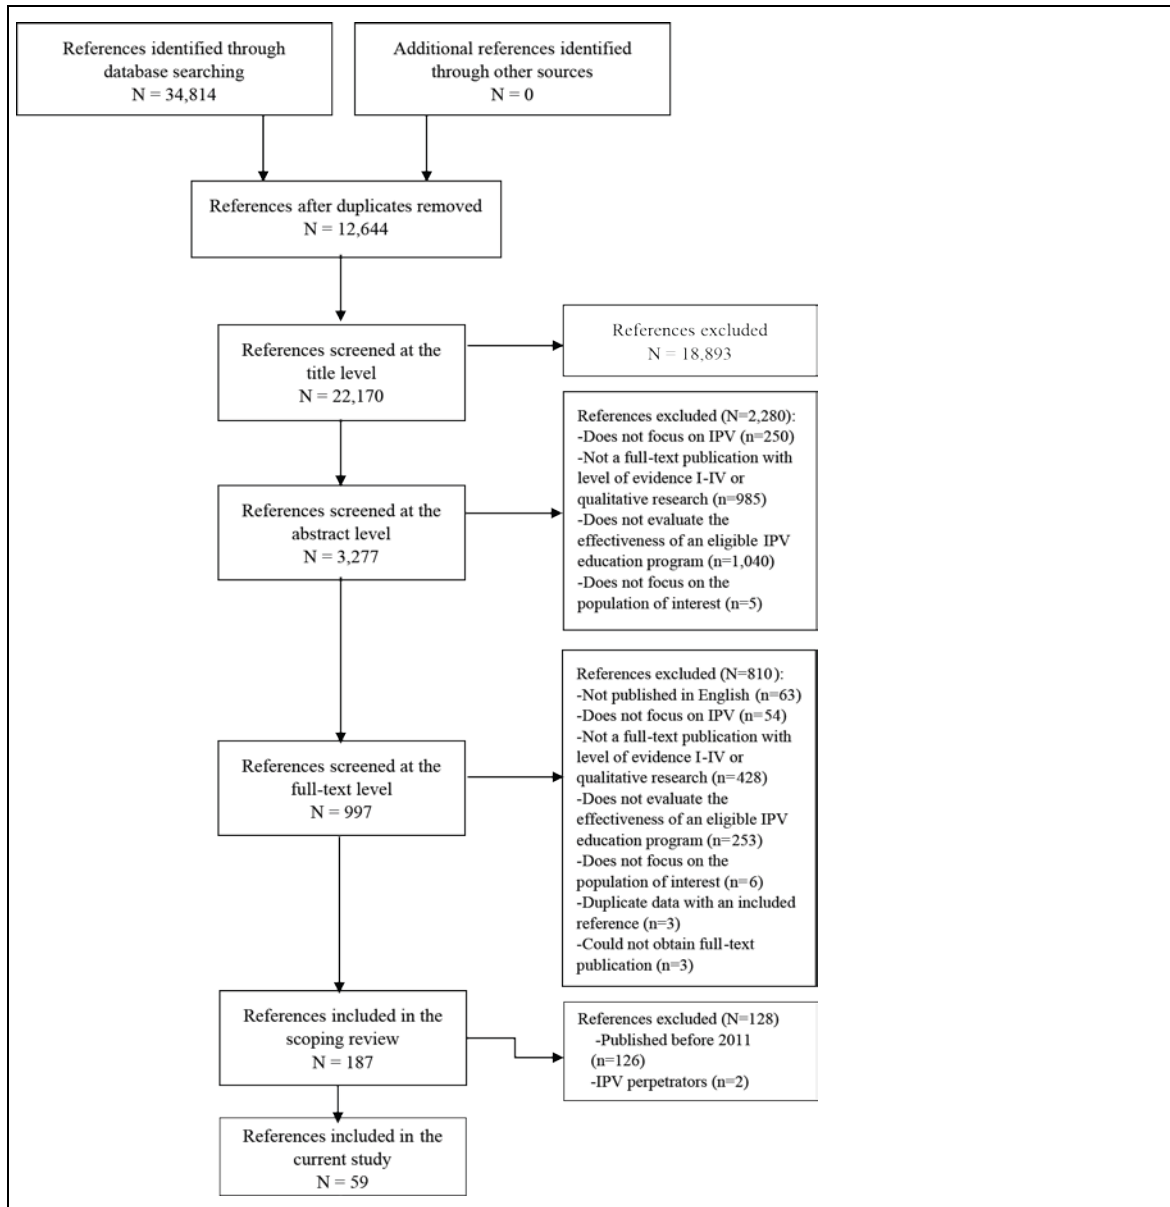 References identified through
database searching
N = 34,814
Additional references identified
through other sources
N = 0
References after duplicates removed
N = 12,644
References screened at the
title level
N = 22,170
References excluded
N = 18,893
References screened at the
abstract level
N = 3,277
References excluded (N=2,280):
-Does not focus on IPV (n=250)
-Not a full-text publication with
level of evidence I-IV or
qualitative research (n=985)
-Does not evaluate the
effectiveness of an eligible IPV
education program (n=1,040)
-Does not focus on the
population of interest (n=5)
References screened at the
full-text level
N = 997
References excluded (N=810):
-Not published in English (n=63)
-Does not focus on IPV (n=54)
-Not a full-text publication with
level of evidence I-IV or
qualitative research (n=428)
-Does not evaluate the
effectiveness of an eligible IPV
education program (n=253)
-Does not focus on the
population of interest (n=6)
-Duplicate data with an included
reference (n=3)
-Could not obtain full-text
publication (n=3)
References included in the
scoping review
N = 187
References excluded (N=128)
-Published before 2011
(n=126)
-IPV perpetrators (n=2)
References included in the
current study
N = 59